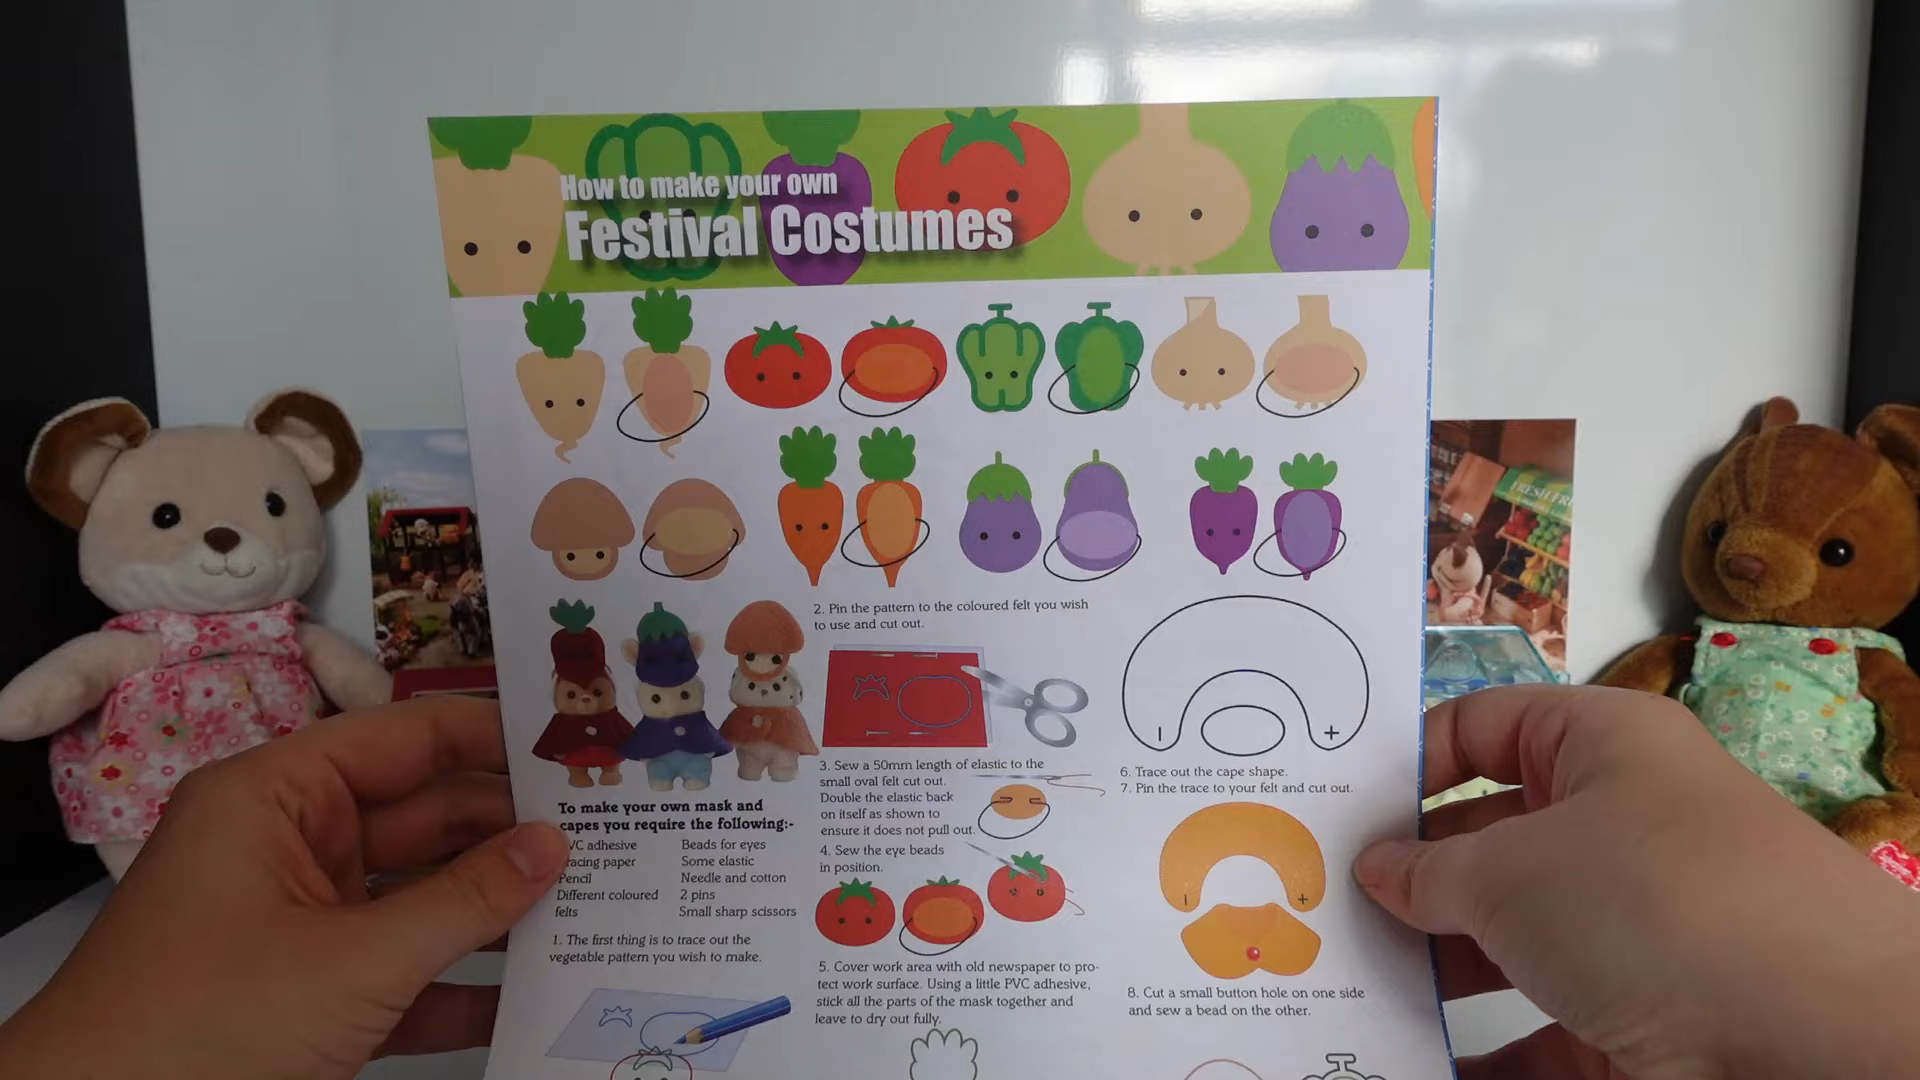 How to make your own
Festival Costumes
To make your own mask and
capes you require the following:-
VC adhesive
racing paper
Pencil
Different coloured
felts
Beads for eyes
Some elastic
Needle and cotton
2 pins
Small sharp scissors
1. The first thing is to trace out the
vegetable pattern you wish to make.
2. Pin the pattern to the coloured felt you wish
to use and cut out.
3. Sew a 50mm length of elastic to the
small oval felt cut out.
Double the elastic back
on itself as shown to
ensure it does not pull out.
4. Sew the eye beads
in position.
5. Cover work area with old newspaper to pro-
tect work surface. Using a little PVC adhesive,
stick all the parts of the mask together and
leave to dry out fully.
6. Trace out the cape shape.
7. Pin the trace to your felt and cut out.
8. Cut a small button hole on one side
and sew a bead on the other.
FRESH